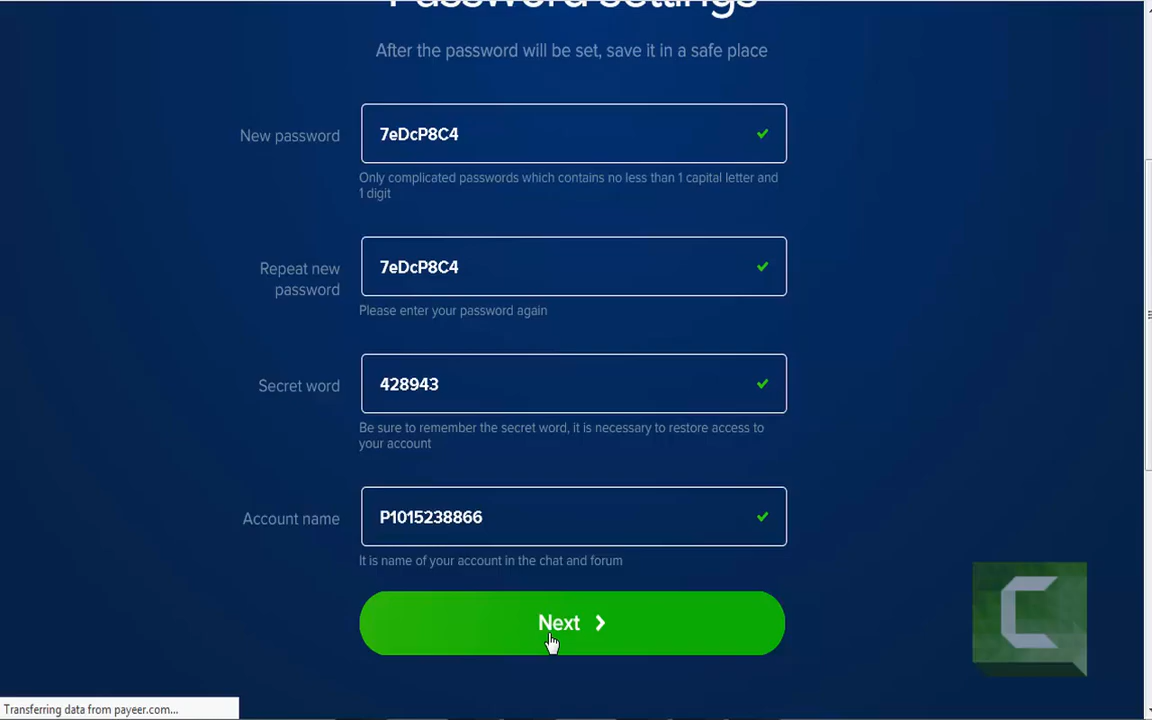 Password settings
After the password will be set, save it in a safe place
New password
7eDcP8C4
Only complicated passwords which contains no less than 1 capital letter and
1 digit
Repeat new
password
7eDcP8C4
Please enter your password again
Secret word
428943
Be sure to remember the secret word, it is necessary to restore access to
your account
Account name
P1015238866
It is name of your account in the chat and forum
Next
C
Transferring data from payeer.com...